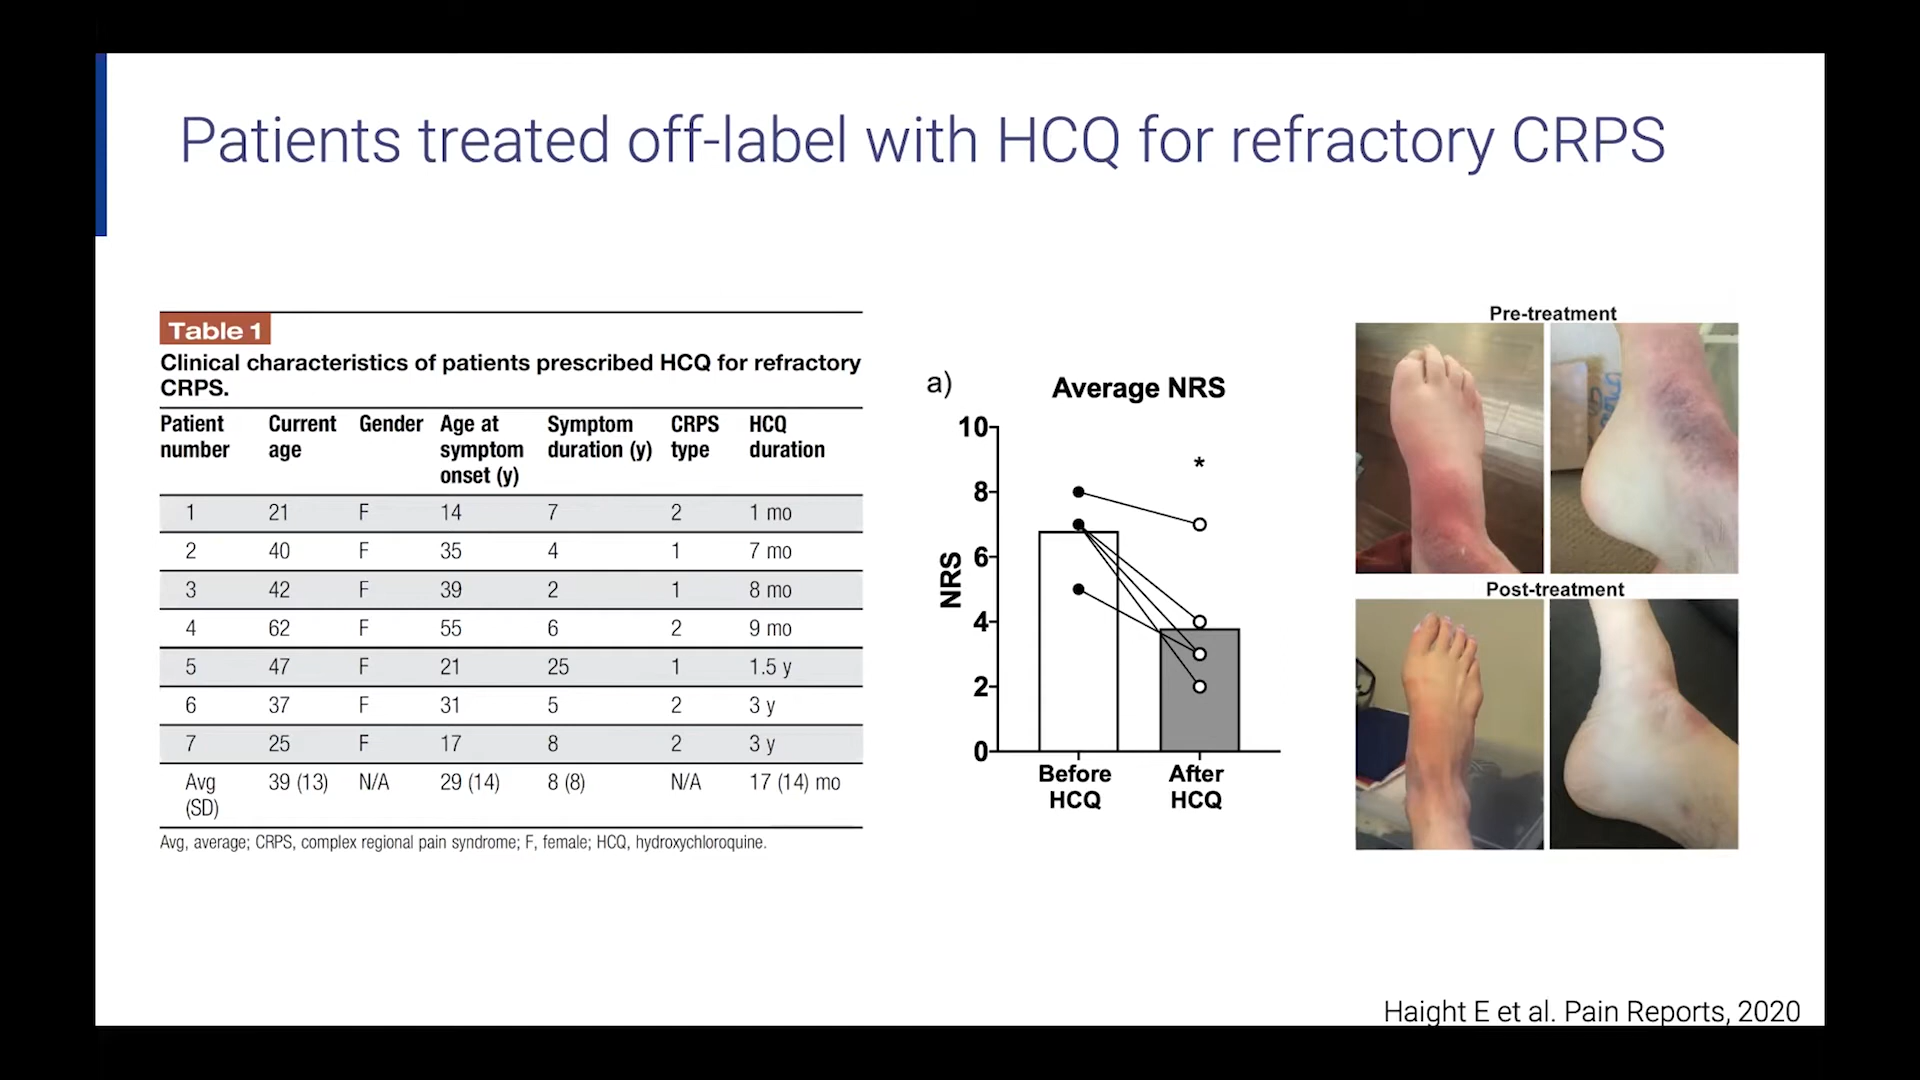 Patients treated off-label with HCQ for refractory CRPS
Table 1
Clinical characteristics of patients prescribed HCQ for refractory
CRPS.
Patient number Current age Gender Age at symptom onset (y) Symptom duration (y) CRPS type HCQ duration
1 21 F 14 7 2 1 mo
2 40 F 35 4 1 7 mo
3 42 F 39 2 1 8 mo
4 62 F 55 6 2 9 mo
5 47 F 21 25 1 1.5 y
6 37 F 31 5 2 3 y
7 25 F 17 8 2 3 y
Avg (SD) 39 (13) N/A 29 (14) 8 (8) N/A 17 (14) mo
Avg, average; CRPS, complex regional pain syndrome; F, female; HCQ, hydroxychloroquine.
a)
Average NRS
NRS
10
8
6
4
2
0
*
Before
HCQ
After
HCQ
Pre-treatment
Post-treatment
Haight E et al. Pain Reports, 2020